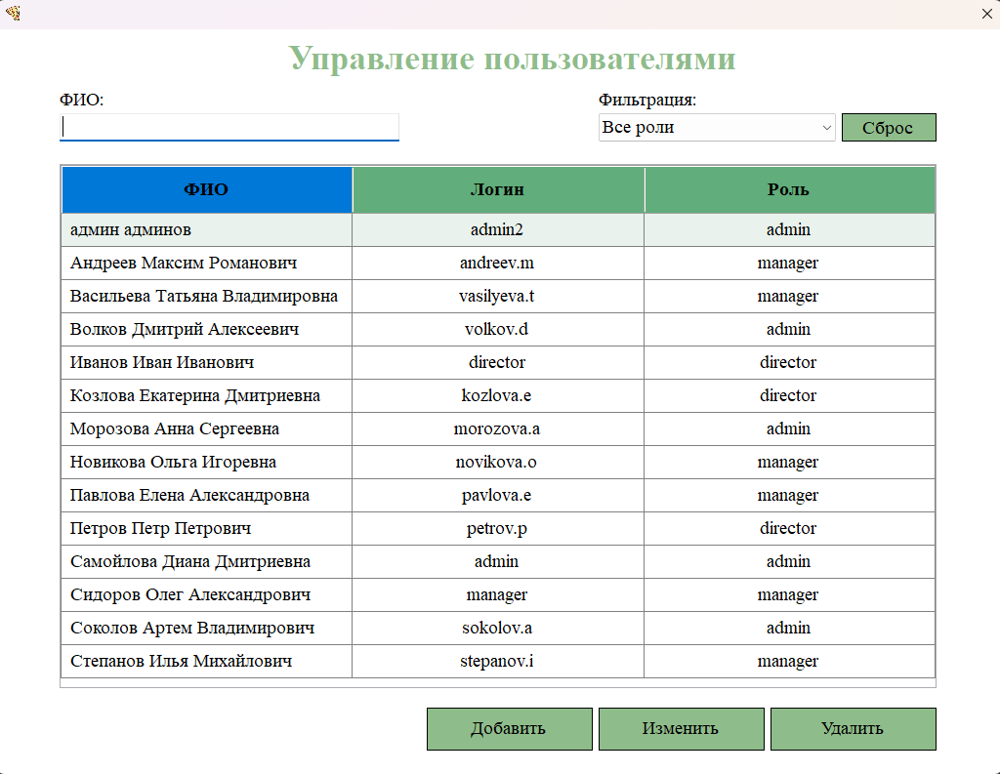 Управление пользователями
ФИО: Фильтрация:
Все роли Сброс
ФИО Логин Роль
админ админов admin2 admin
Андреев Максим Романович andreev.m manager
Васильева Татьяна Владимировна vasilyeva.t manager
Волков Дмитрий Алексеевич volkov.d admin
Иванов Иван Иванович director director
Козлова Екатерина Дмитриевна kozlova.e director
Морозова Анна Сергеевна morozova.a admin
Новикова Ольга Игоревна novikova.o manager
Павлова Елена Александровна pavlova.e manager
Петров Петр Петрович petrov.p director
Самойлова Диана Дмитриевна admin admin
Сидоров Олег Александрович manager manager
Соколов Артем Владимирович sokolov.a admin
Степанов Илья Михайлович stepanov.i manager
Добавить Изменить Удалить